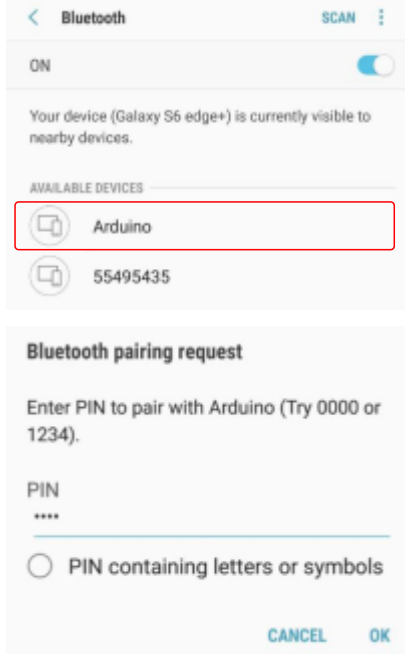 Bluetooth SCAN
ON
Your device (Galaxy S6 edge+) is currently visible to
nearby devices.
AVAILABLE DEVICES
Arduino
55495435
Bluetooth pairing request
Enter PIN to pair with Arduino (Try 0000 or
1234).
PIN
••••
PIN containing letters or symbols
CANCEL OK